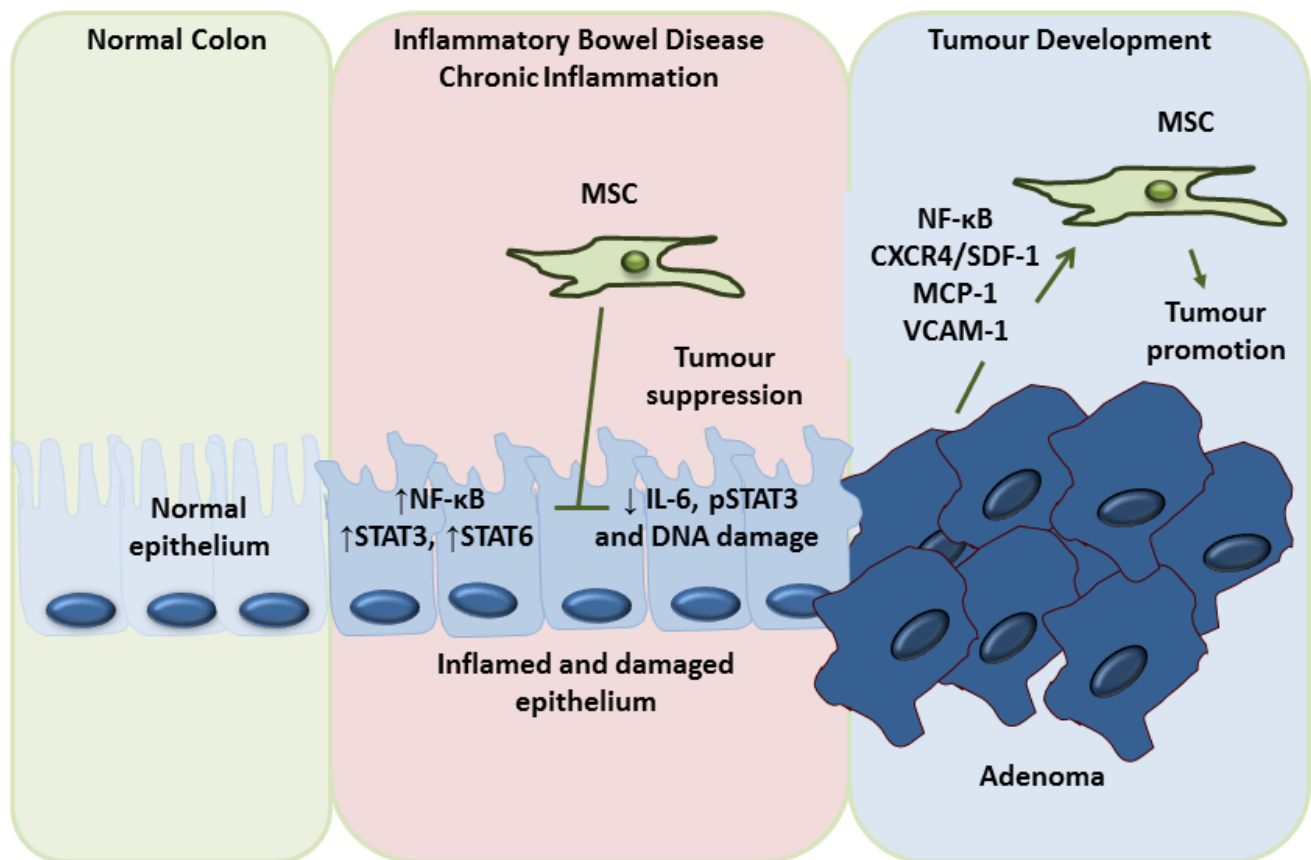 Normal Colon
Inflammatory Bowel Disease
Chronic Inflammation
Tumour Development
MSC
MSC
NF-κB
CXCR4/SDF-1
MCP-1
VCAM-1
Tumour
promotion
Tumour
suppression
Normal
epithelium
↑NF-κB
↑STAT3, ↑STAT6
↓ IL-6, pSTAT3
and DNA damage
Inflamed and damaged
epithelium
Adenoma